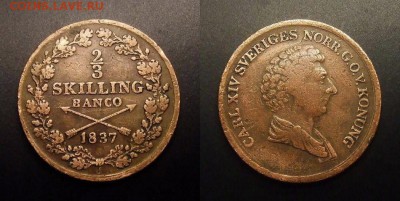 COINS.LAVE.RU
2
3
SKILLING
BANCO
1837
CARL XIV SVERIGES NORR. G. O. V. KONUNG